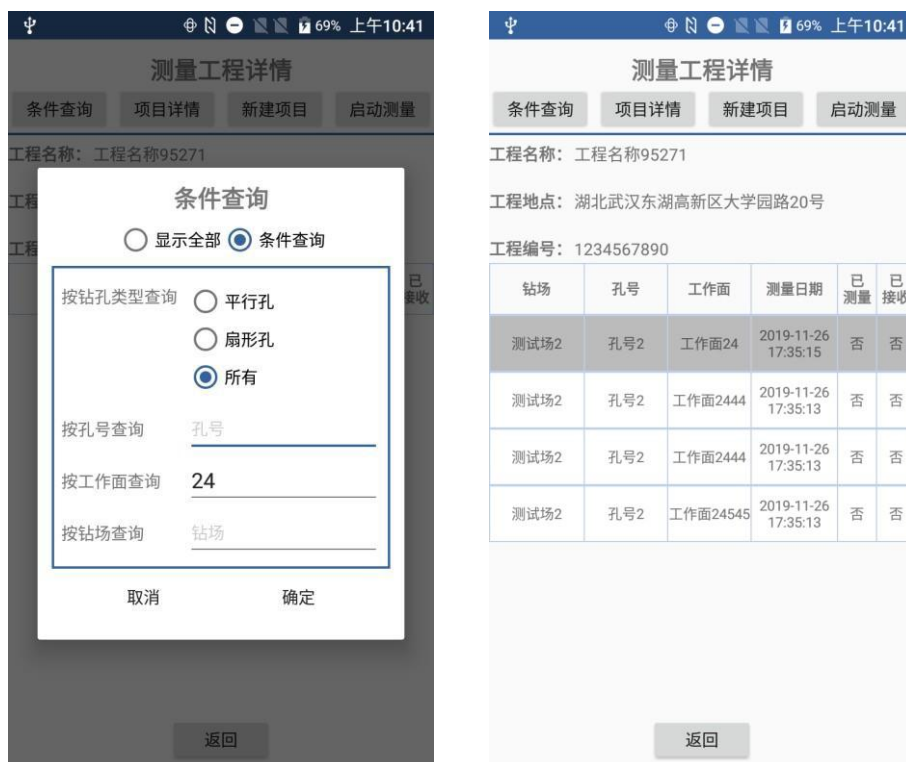 69% 上午10:41
测量工程详情
条件查询 项目详情 新建项目 启动测量
工程名称： 工程名称95271
工程
工程
条件查询
显示全部 条件查询
已
接收
按钻孔类型查询 平行孔
扇形孔
所有
按孔号查询 孔号
按工作面查询 24
按钻场查询 钻场
取消 确定
返回
69% 上午10:41
测量工程详情
条件查询 项目详情 新建项目 启动测量
工程名称： 工程名称95271
工程地点： 湖北武汉东湖高新区大学园路20号
工程编号： 1234567890
钻场 孔号 工作面 测量日期 已测量 已接收
测试场2 孔号2 工作面24 2019-11-26 17:35:15 否 否
测试场2 孔号2 工作面2444 2019-11-26 17:35:13 否 否
测试场2 孔号2 工作面2444 2019-11-26 17:35:13 否 否
测试场2 孔号2 工作面24545 2019-11-26 17:35:13 否 否
返回